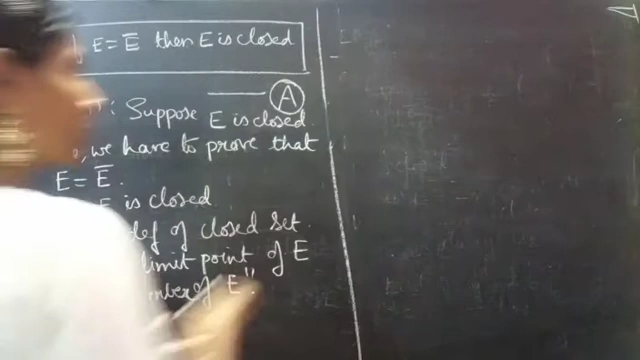 E = E̅ then E is closed
A
: Suppose E is closed
, we have to prove that
E = E̅.
E is closed
def of closed set
limit point of E
of E".